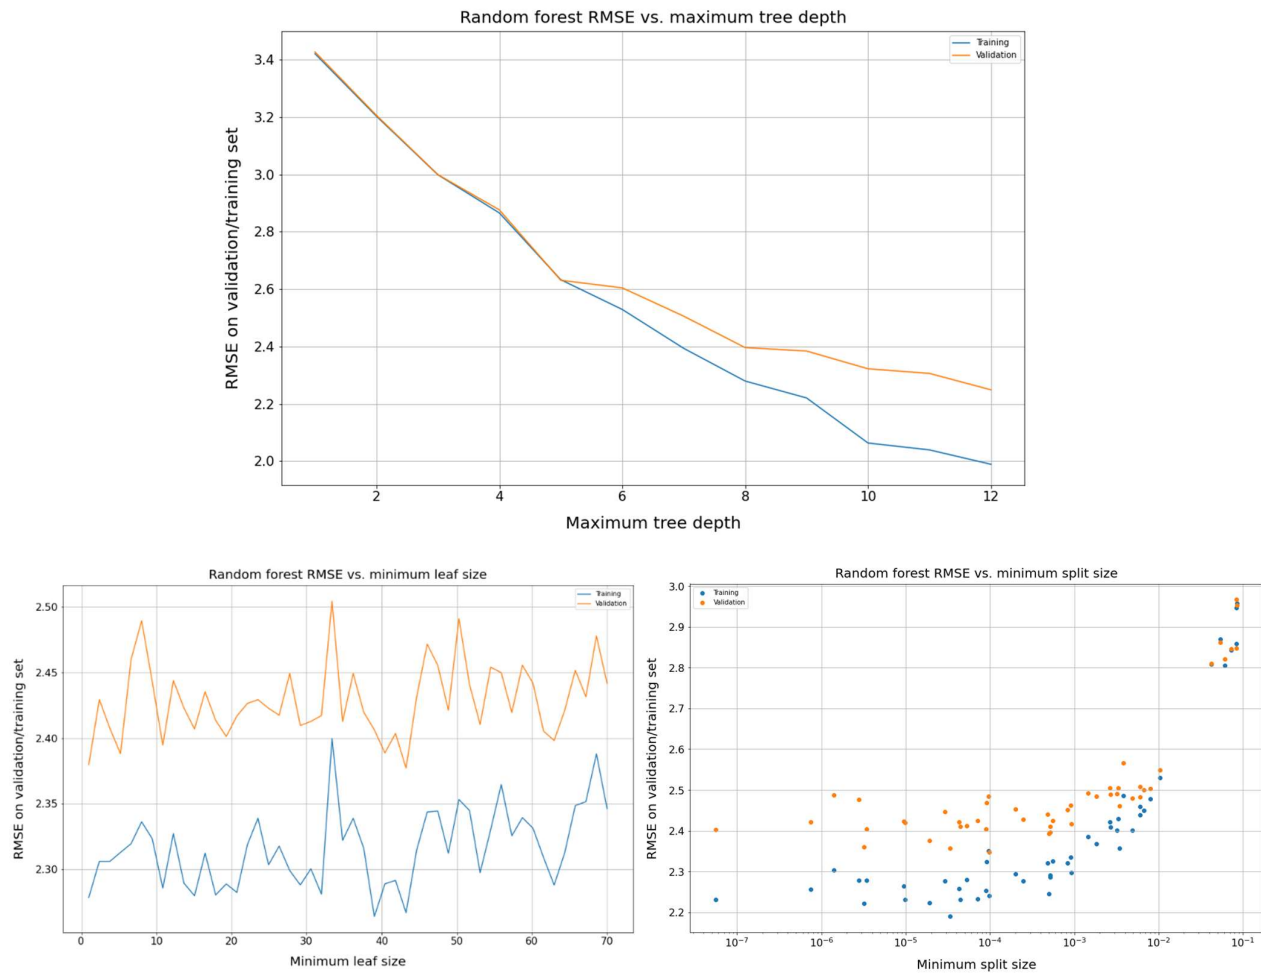 Random forest RMSE vs. maximum tree depth
RMSE on validation/training set
3.4
3.2
3.0
2.8
2.6
2.4
2.2
2.0
Training
Validation
2 4 6 8 10 12
Maximum tree depth
Random forest RMSE vs. minimum leaf size
RMSE on validation/training set
2.50
2.45
2.40
2.35
2.30
Training
Validation
0 10 20 30 40 50 60 70
Minimum leaf size
Random forest RMSE vs. minimum split size
RMSE on validation/training set
3.0
2.9
2.8
2.7
2.6
2.5
2.4
2.3
2.2
Training
Validation
10⁻⁷ 10⁻⁶ 10⁻⁵ 10⁻⁴ 10⁻³ 10⁻² 10⁻¹
Minimum split size